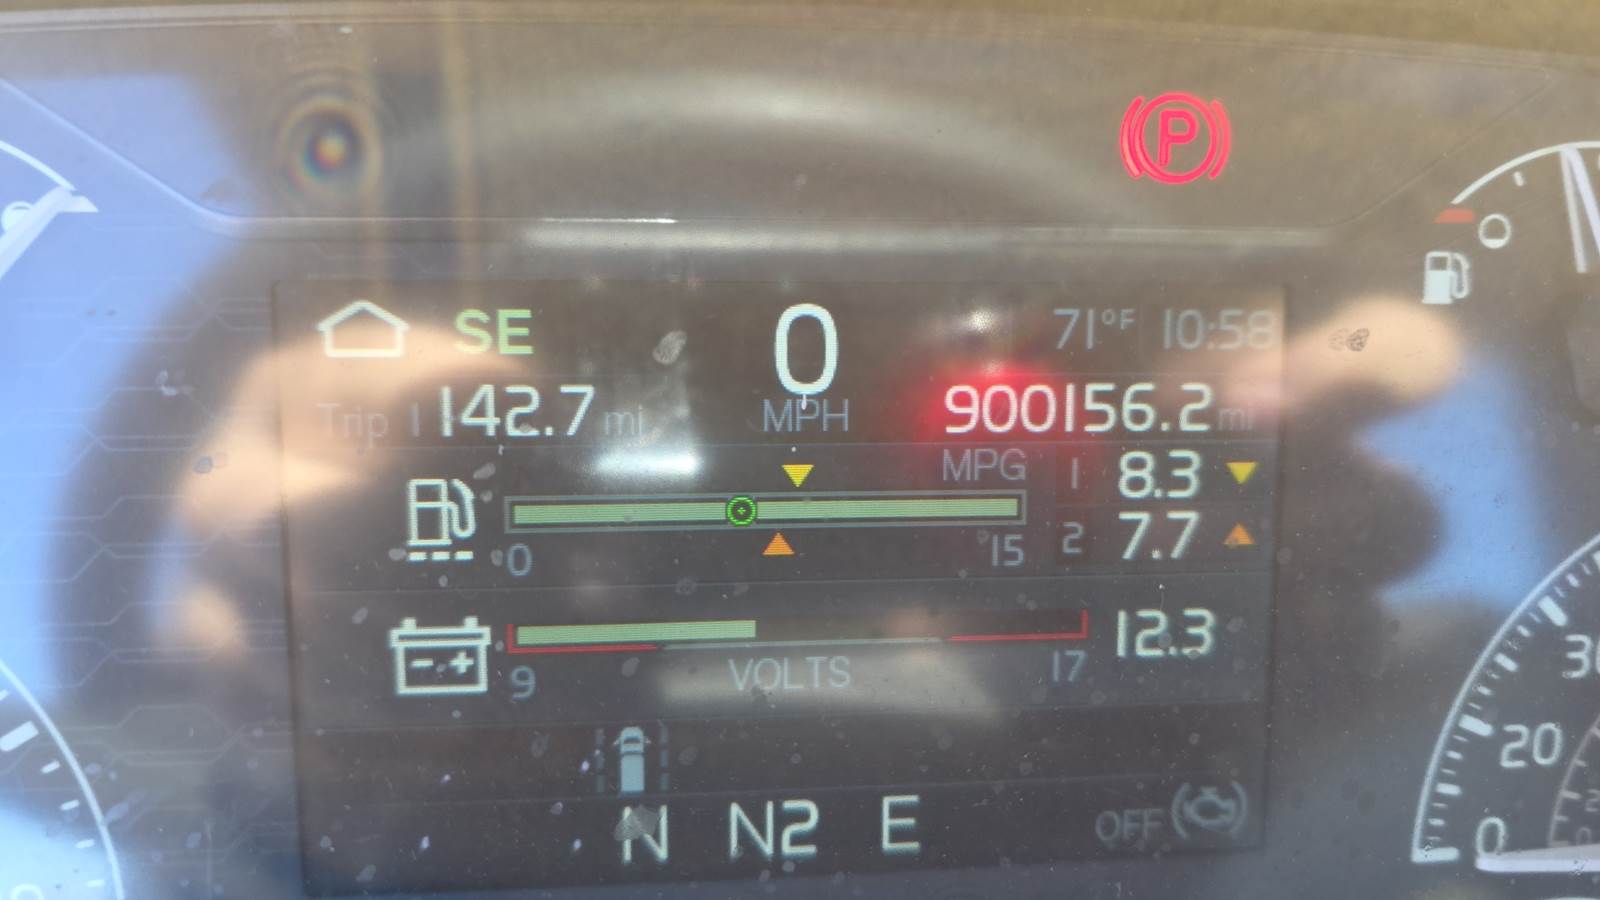 P
SE 0 71°F 10:58
Trip 1 142.7 mi MPH 900156.2 mi
MPG 1 8.3
0 15 2 7.7
- + 12.3
9 VOLTS 17
30
20
N N2 E OFF
0